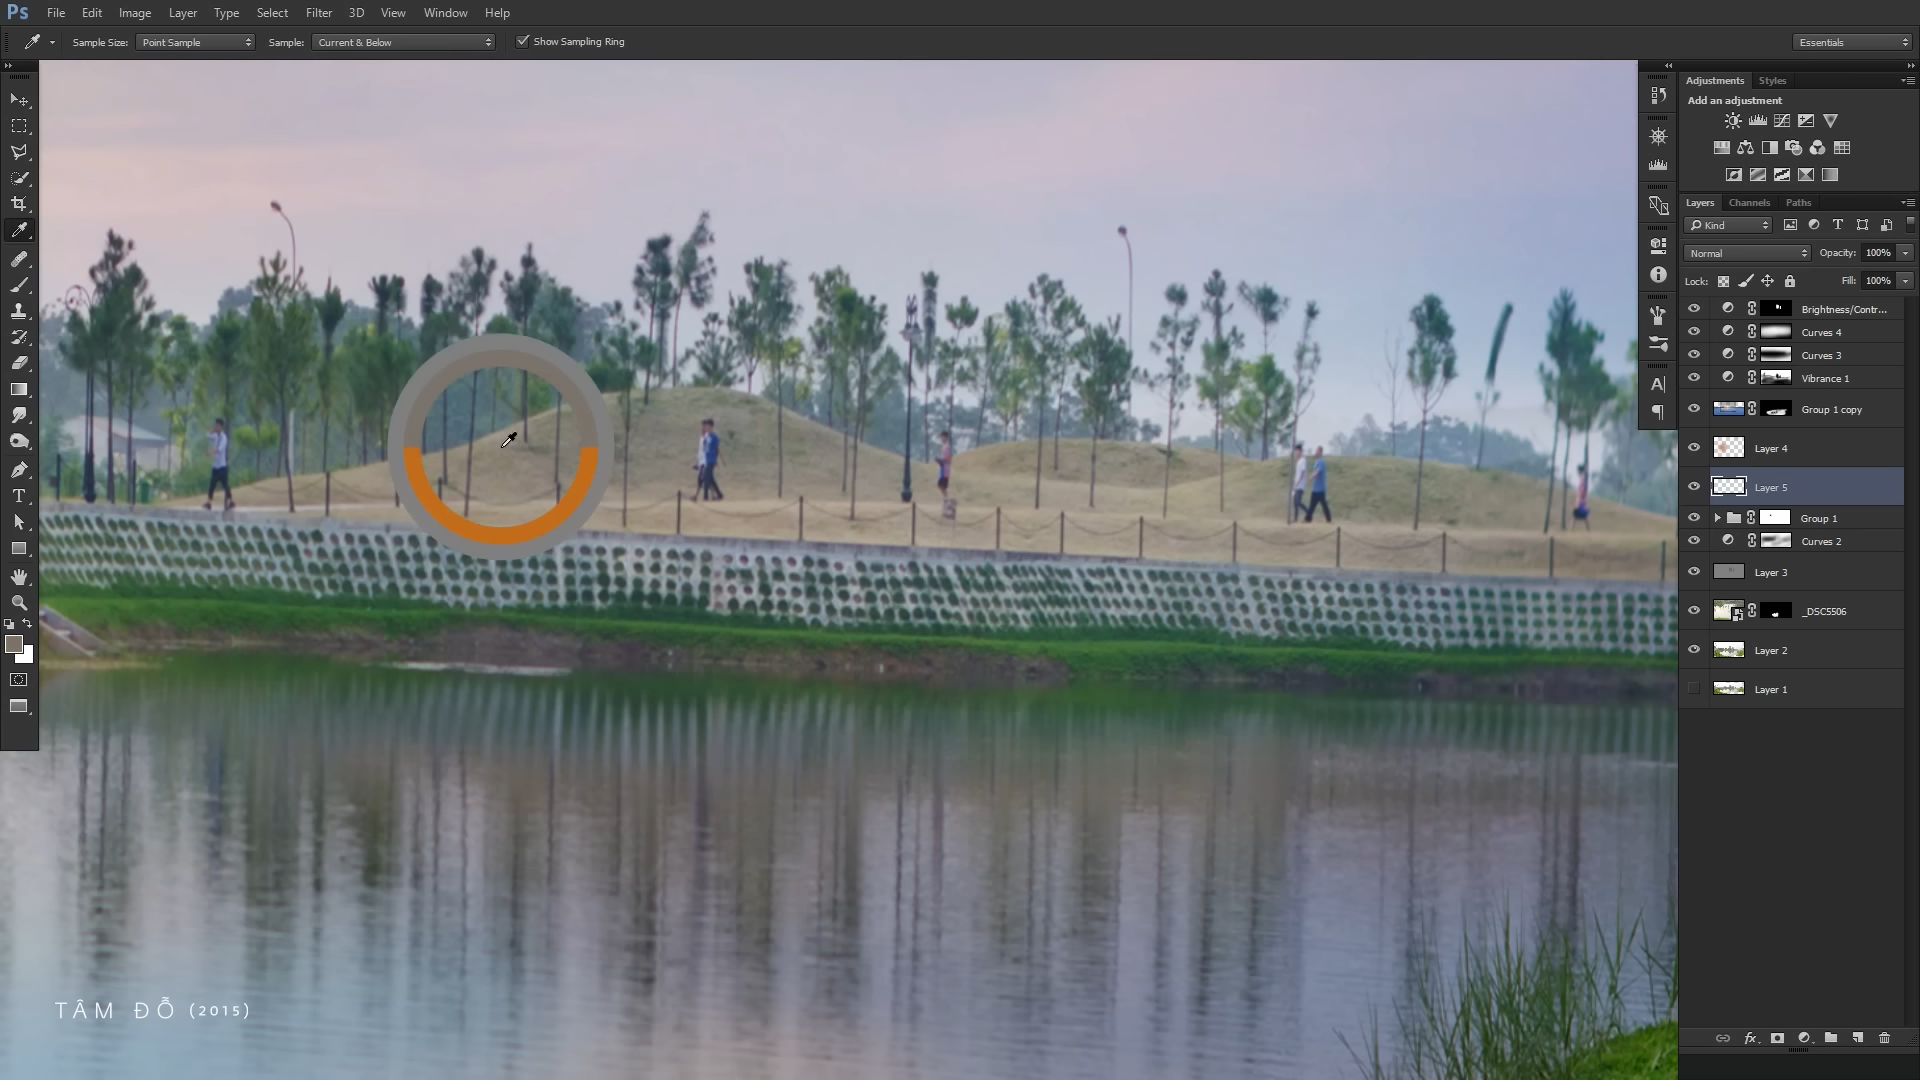 Ps File Edit Image Layer Type Select Filter 3D View Window Help
Sample Size: Point Sample Sample: Current & Below Show Sampling Ring Essentials
Adjustments Styles
Add an adjustment
Layers Channels Paths
Kind
Normal Opacity: 100%
Lock: Fill: 100%
Brightness/Contr...
Curves 4
Curves 3
Vibrance 1
Group 1 copy
Layer 4
Layer 5
Group 1
Curves 2
Layer 3
_DSC5506
Layer 2
Layer 1
TÂM ĐỖ (2015)